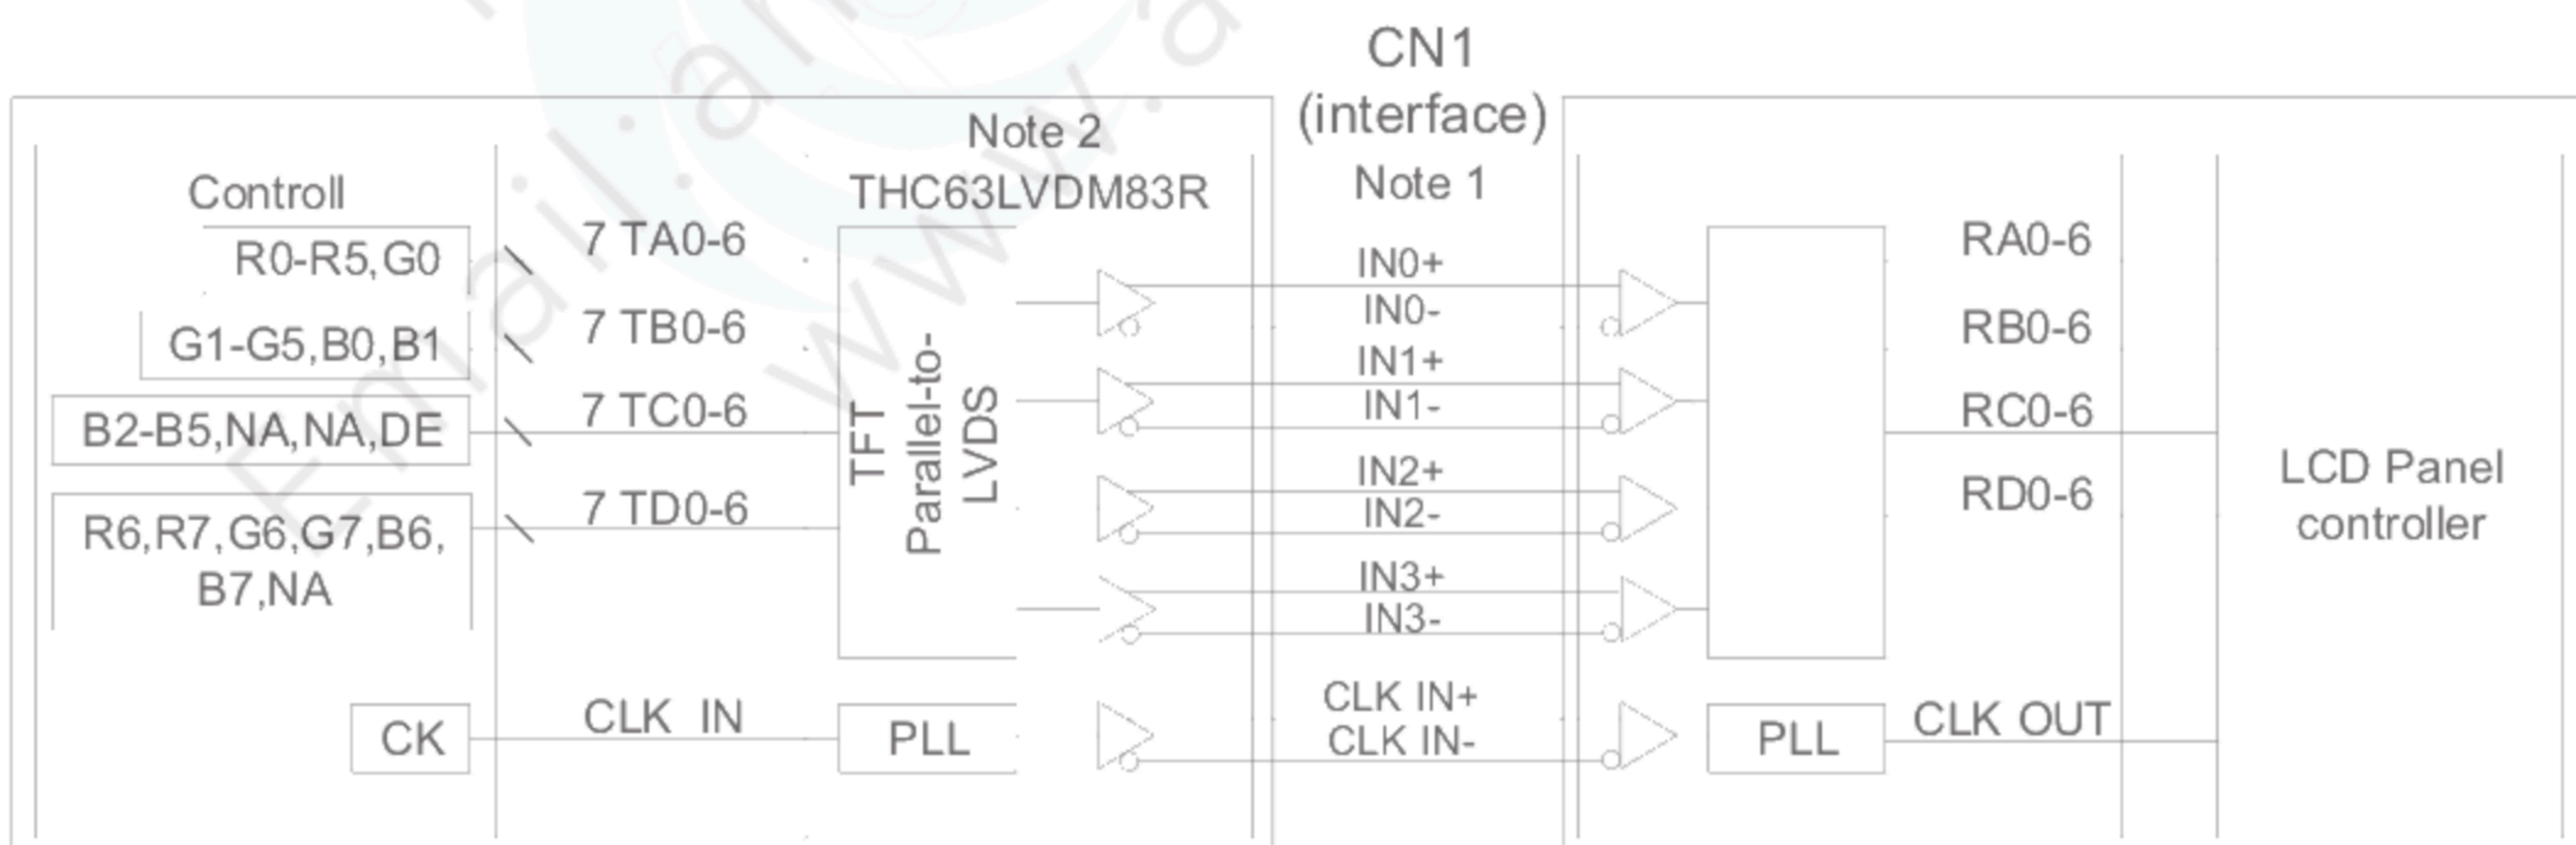 CN1
(interface)
Note 1
Note 2
THC63LVDM83R
Controll
R0-R5,G0
G1-G5,B0,B1
B2-B5,NA,NA,DE
R6,R7,G6,G7,B6,
B7,NA
CK
7 TA0-6
7 TB0-6
7 TC0-6
7 TD0-6
CLK IN
TFT
Parallel-to-
LVDS
PLL
IN0+
IN0-
IN1+
IN1-
IN2+
IN2-
IN3+
IN3-
CLK IN+
CLK IN-
PLL
RA0-6
RB0-6
RC0-6
RD0-6
CLK OUT
LCD Panel
controller